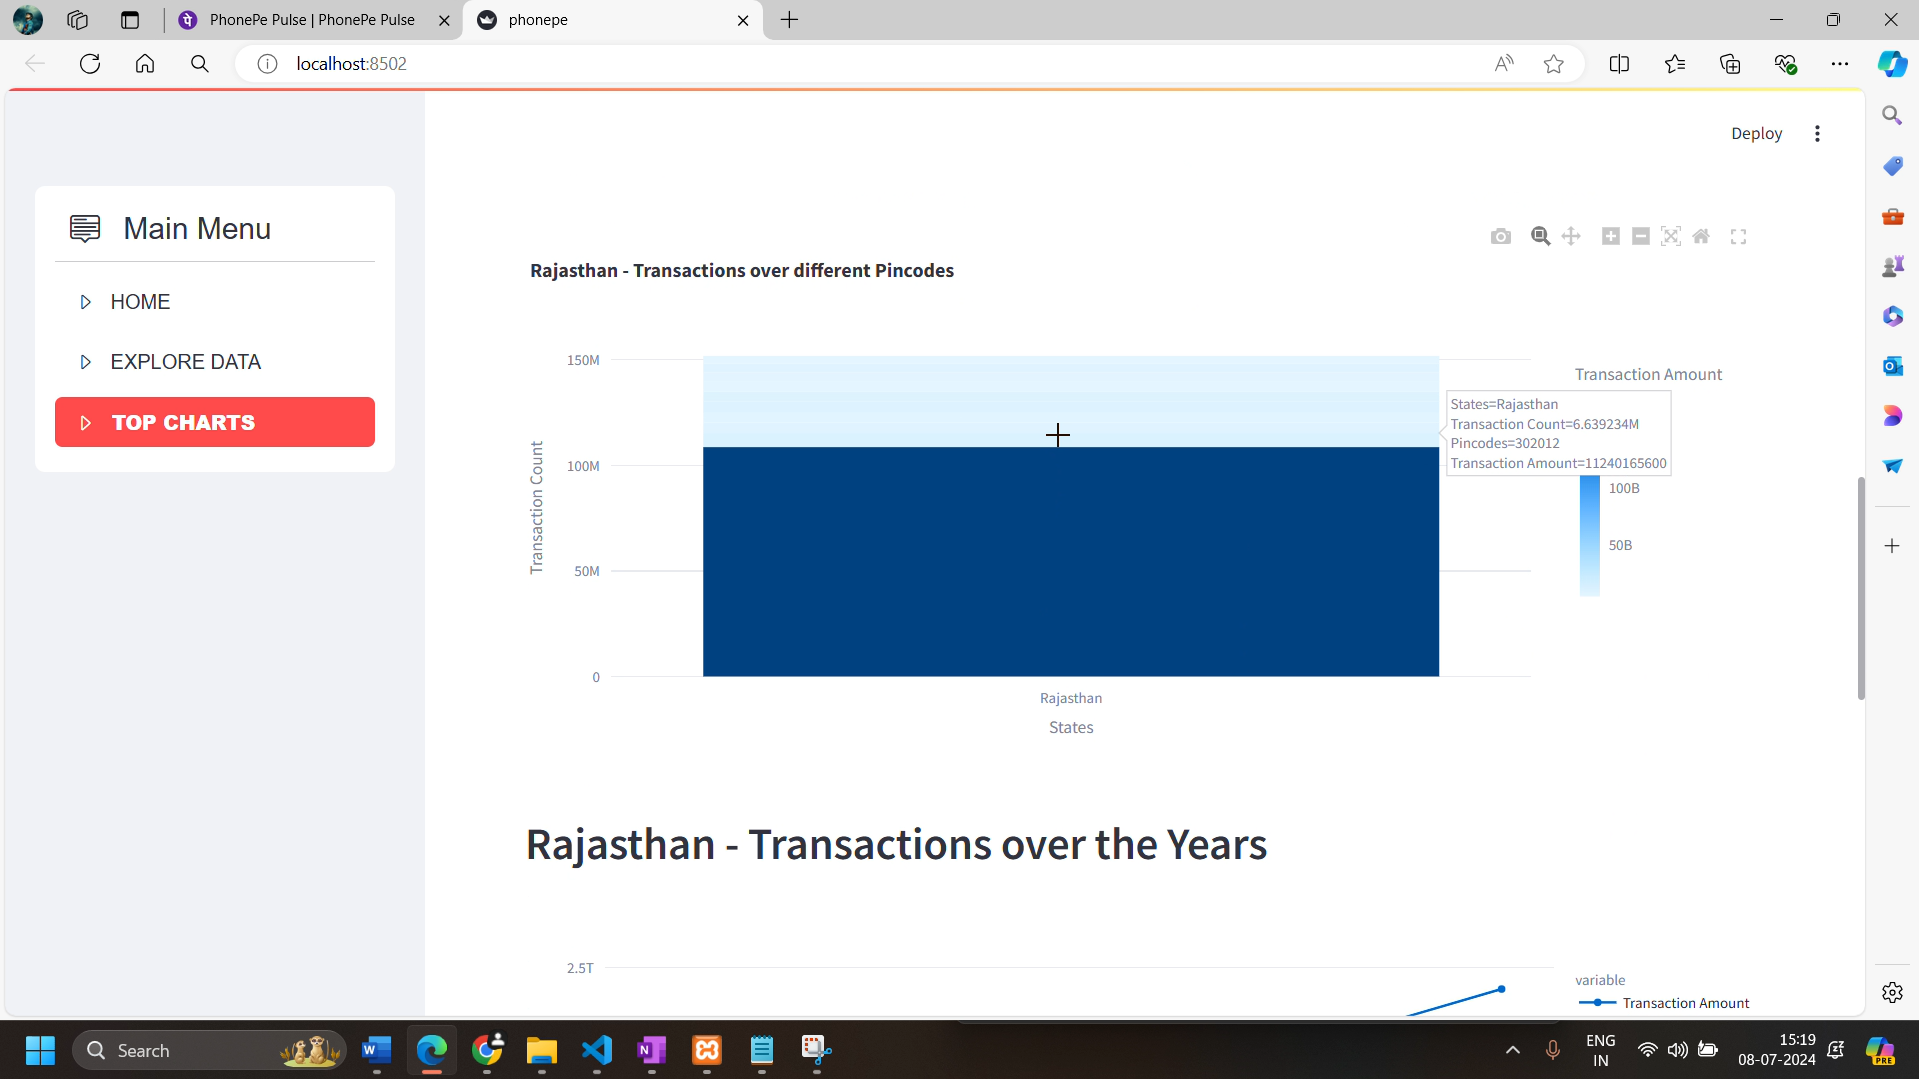 PhonePe Pulse | PhonePe Pulse
phonepe
localhost:8502
Deploy
Main Menu
HOME
EXPLORE DATA
TOP CHARTS
Rajasthan - Transactions over different Pincodes
150M
100M
50M
0
Transaction Count
Rajasthan
States
Transaction Amount
States=Rajasthan
Transaction Count=6.639234M
Pincodes=302012
Transaction Amount=11240165600
100B
50B
Rajasthan - Transactions over the Years
2.5T
variable
Transaction Amount
Search
ENG
IN
15:19
08-07-2024
PRE